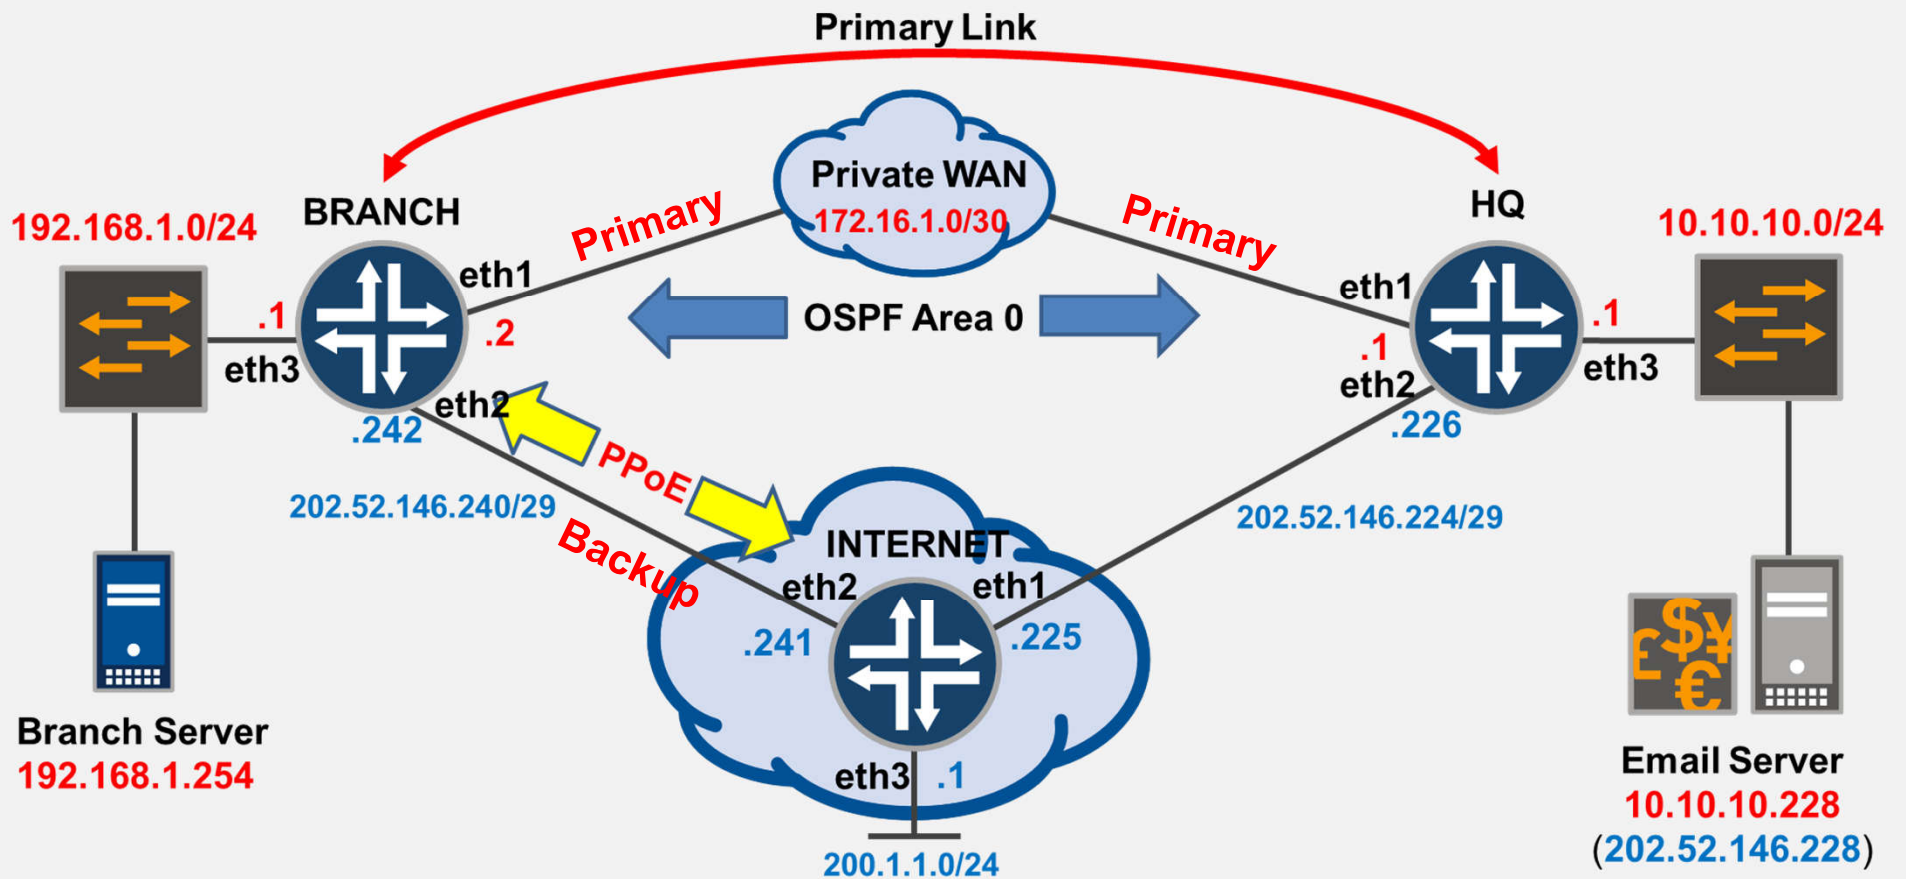 Primary Link
Private WAN
172.16.1.0/30
Primary
Primary
BRANCH
HQ
192.168.1.0/24
10.10.10.0/24
eth1
eth1
OSPF Area 0
.1
.2
.1
.1
eth3
eth2
eth2
eth3
.242
.226
PPoE
202.52.146.240/29
202.52.146.224/29
Backup
INTERNET
eth2
eth1
.241
.225
Branch Server
192.168.1.254
eth3
.1
200.1.1.0/24
£
$
¥
€
Email Server
10.10.10.228
(202.52.146.228)